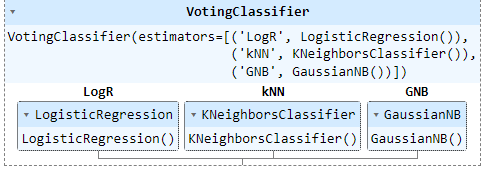 VotingClassifier
VotingClassifier(estimators=[('LogR', LogisticRegression()),
('kNN', KNeighborsClassifier()),
('GNB', GaussianNB())])
LogR kNN GNB
LogisticRegression KNeighborsClassifier GaussianNB
LogisticRegression() KNeighborsClassifier() GaussianNB()